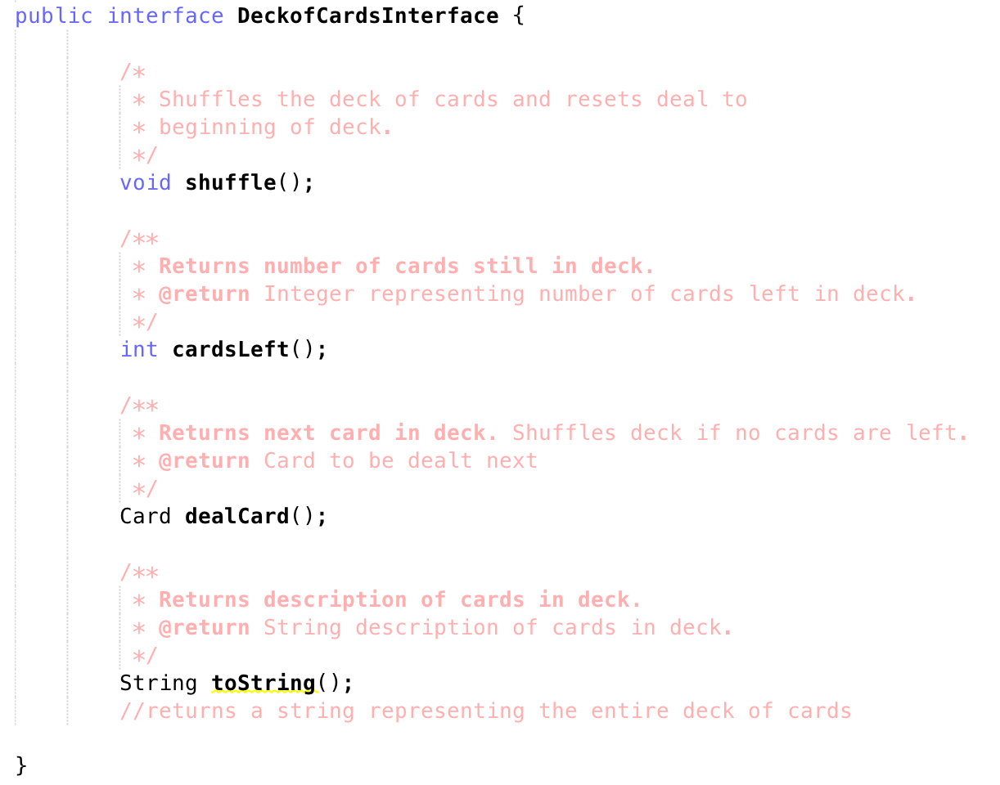 public interface DeckofCardsInterface {
/*
* Shuffles the deck of cards and resets deal to
* beginning of deck.
*/
void shuffle();
/**
* Returns number of cards still in deck.
* @return Integer representing number of cards left in deck.
*/
int cardsLeft();
/**
* Returns next card in deck. Shuffles deck if no cards are left.
* @return Card to be dealt next
*/
Card dealCard();
/**
* Returns description of cards in deck.
* @return String description of cards in deck.
*/
String toString();
//returns a string representing the entire deck of cards
}